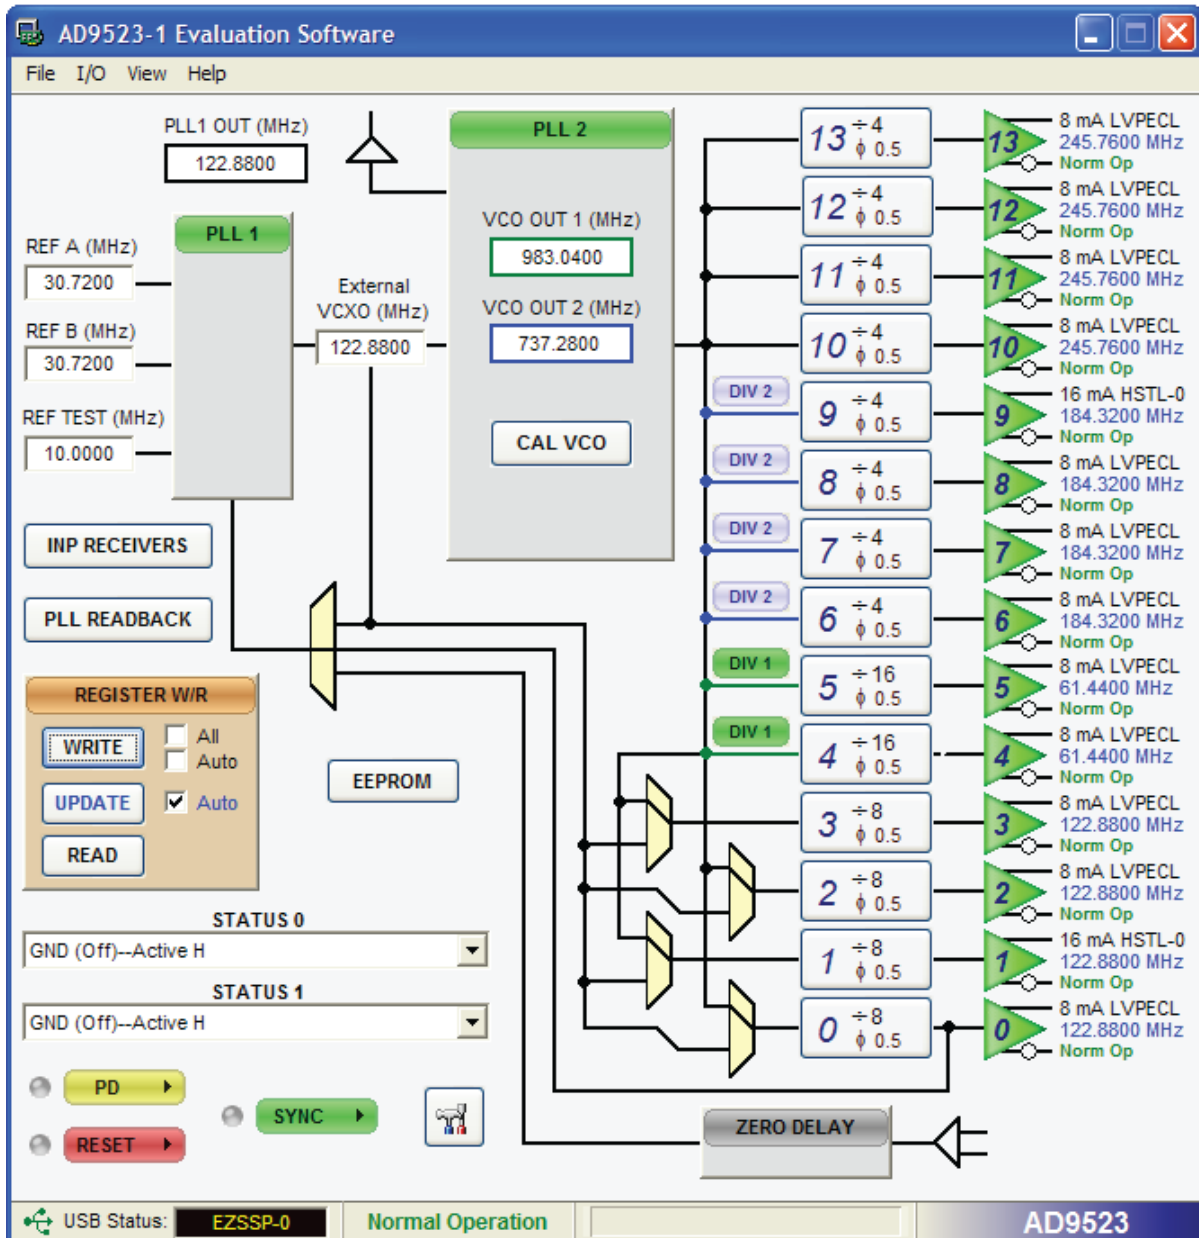 AD9523-1 Evaluation Software
File I/O View Help
PLL1 OUT (MHz)
122.8800
PLL 1
REF A (MHz)
30.7200
REF B (MHz)
30.7200
REF TEST (MHz)
10.0000
External
VCXO (MHz)
122.8800
PLL 2
VCO OUT 1 (MHz)
983.0400
VCO OUT 2 (MHz)
737.2800
CAL VCO
13 ÷4
ϕ 0.5
13
8 mA LVPECL
245.7600 MHz
Norm Op
12 ÷4
ϕ 0.5
12
8 mA LVPECL
245.7600 MHz
Norm Op
11 ÷4
ϕ 0.5
11
8 mA LVPECL
245.7600 MHz
Norm Op
10 ÷4
ϕ 0.5
10
8 mA LVPECL
245.7600 MHz
Norm Op
DIV 2
9 ÷4
ϕ 0.5
9
16 mA HSTL-0
184.3200 MHz
Norm Op
DIV 2
8 ÷4
ϕ 0.5
8
8 mA LVPECL
184.3200 MHz
Norm Op
DIV 2
7 ÷4
ϕ 0.5
7
8 mA LVPECL
184.3200 MHz
Norm Op
DIV 2
6 ÷4
ϕ 0.5
6
8 mA LVPECL
184.3200 MHz
Norm Op
DIV 1
5 ÷16
ϕ 0.5
5
8 mA LVPECL
61.4400 MHz
Norm Op
DIV 1
4 ÷16
ϕ 0.5
4
8 mA LVPECL
61.4400 MHz
Norm Op
3 ÷8
ϕ 0.5
3
8 mA LVPECL
122.8800 MHz
Norm Op
2 ÷8
ϕ 0.5
2
8 mA LVPECL
122.8800 MHz
Norm Op
1 ÷8
ϕ 0.5
1
16 mA HSTL-0
122.8800 MHz
Norm Op
0 ÷8
ϕ 0.5
0
8 mA LVPECL
122.8800 MHz
Norm Op
INP RECEIVERS
PLL READBACK
REGISTER W/R
WRITE
All
Auto
UPDATE
Auto
READ
EEPROM
STATUS 0
GND (Off)--Active H
STATUS 1
GND (Off)--Active H
PD
RESET
SYNC
ZERO DELAY
USB Status: EZSSP-0
Normal Operation
AD9523